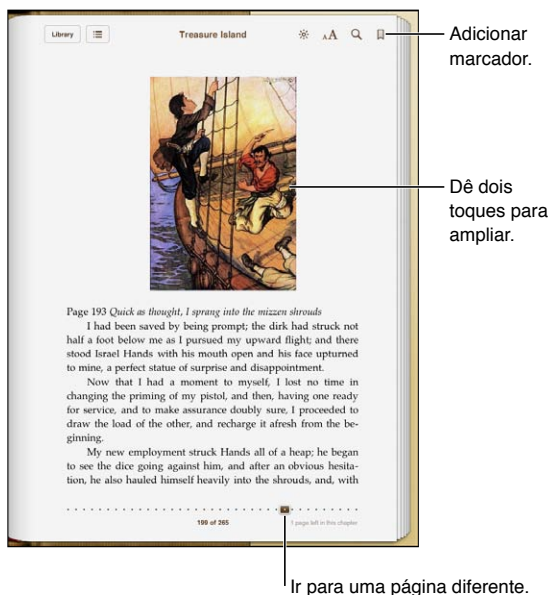 Library
Treasure Island
AA
Adicionar
marcador.
Dê dois
toques para
ampliar.
Page 193 Quick as thought, I sprang into the mizzen shrouds
I had been saved by being prompt; the dirk had struck not
half a foot below me as I pursued my upward flight; and there
stood Israel Hands with his mouth open and his face upturned
to mine, a perfect statue of surprise and disappointment.
Now that I had a moment to myself, I lost no time in
changing the priming of my pistol, and then, having one ready
for service, and to make assurance doubly sure, I proceeded to
draw the load of the other, and recharge it afresh from the be-
ginning.
My new employment struck Hands all of a heap; he began
to see the dice going against him, and after an obvious hesita-
tion, he also hauled himself heavily into the shrouds, and, with
199 of 265
1 page left in this chapter
Ir para uma página diferente.